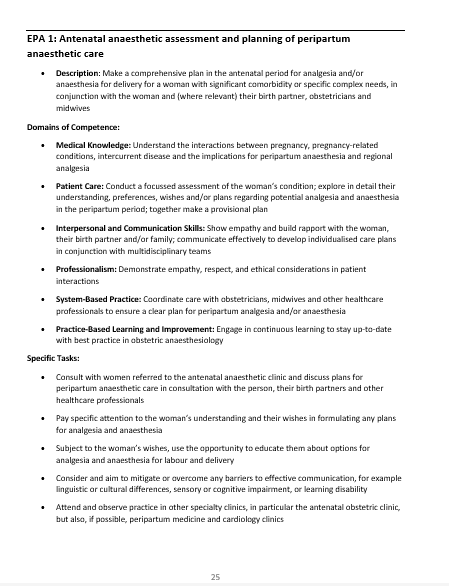 EPA 1: Antenatal anaesthetic assessment and planning of peripartum
anaesthetic care
• Description: Make a comprehensive plan in the antenatal period for analgesia and/or
anaesthesia for delivery for a woman with significant comorbidity or specific complex needs, in
conjunction with the woman and (where relevant) their birth partner, obstetricians and
midwives
Domains of Competence:
• Medical Knowledge: Understand the interactions between pregnancy, pregnancy-related
conditions, intercurrent disease and the implications for peripartum anaesthesia and regional
analgesia
• Patient Care: Conduct a focussed assessment of the woman's condition; explore in detail their
understanding, preferences, wishes and/or plans regarding potential analgesia and anaesthesia
in the peripartum period; together make a provisional plan
• Interpersonal and Communication Skills: Show empathy and build rapport with the woman,
their birth partner and/or family; communicate effectively to develop individualised care plans
in conjunction with multidisciplinary teams
• Professionalism: Demonstrate empathy, respect, and ethical considerations in patient
interactions
• System-Based Practice: Coordinate care with obstetricians, midwives and other healthcare
professionals to ensure a clear plan for peripartum analgesia and/or anaesthesia
• Practice-Based Learning and Improvement: Engage in continuous learning to stay up-to-date
with best practice in obstetric anaesthesiology
Specific Tasks:
• Consult with women referred to the antenatal anaesthetic clinic and discuss plans for
peripartum anaesthetic care in consultation with the person, their birth partners and other
healthcare professionals
• Pay specific attention to the woman's understanding and their wishes in formulating any plans
for analgesia and anaesthesia
• Subject to the woman's wishes, use the opportunity to educate them about options for
analgesia and anaesthesia for labour and delivery
• Consider and aim to mitigate or overcome any barriers to effective communication, for example
linguistic or cultural differences, sensory or cognitive impairment, or learning disability
• Attend and observe practice in other specialty clinics, in particular the antenatal obstetric clinic,
but also, if possible, peripartum medicine and cardiology clinics
25